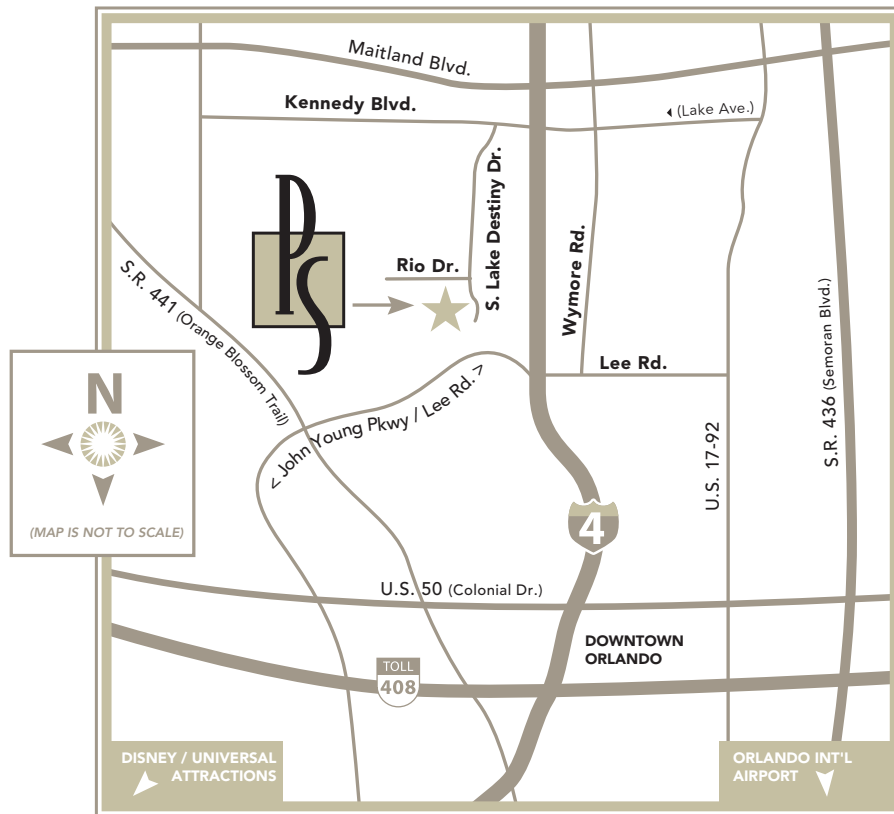 Maitland Blvd.
Kennedy Blvd.
(Lake Ave.)
S. Lake Destiny Dr.
Rio Dr.
PS
Wymore Rd.
Lee Rd.
S.R. 441 (Orange Blossom Trail)
S.R. 436 (Semoran Blvd.)
< John Young Pkwy / Lee Rd. >
U.S. 17-92
N
(MAP IS NOT TO SCALE)
4
U.S. 50 (Colonial Dr.)
DOWNTOWN
ORLANDO
TOLL
408
DISNEY / UNIVERSAL
ATTRACTIONS
ORLANDO INT'L
AIRPORT